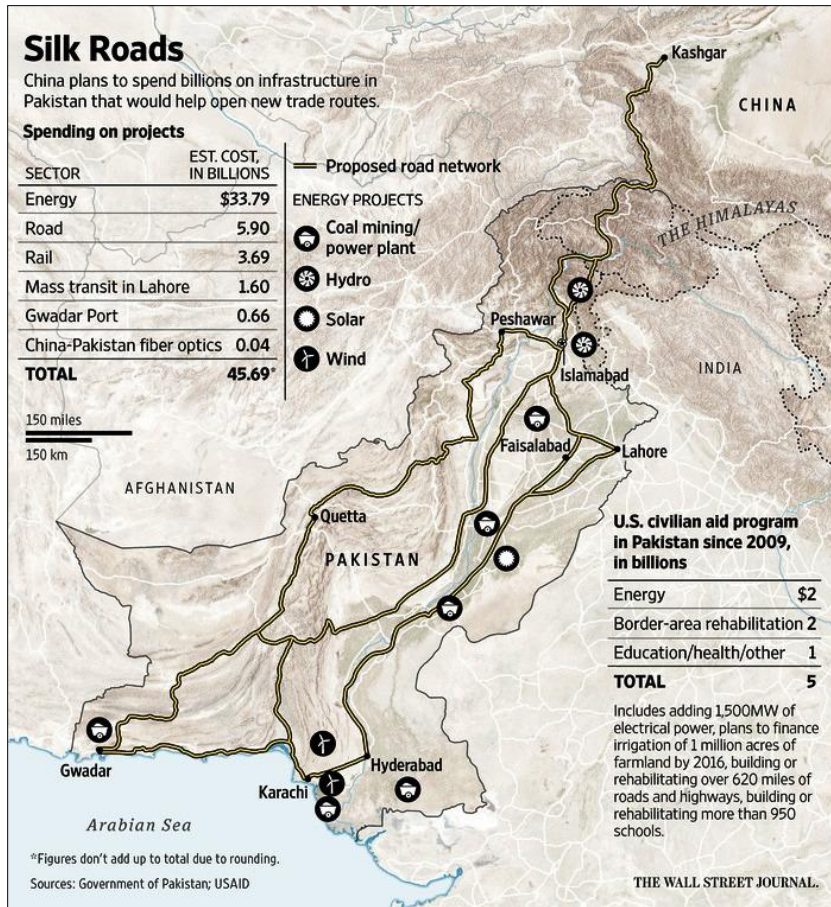 Silk Roads
China plans to spend billions on infrastructure in
Pakistan that would help open new trade routes.
Spending on projects
SECTOR EST. COST, IN BILLIONS
Energy $33.79
Road 5.90
Rail 3.69
Mass transit in Lahore 1.60
Gwadar Port 0.66
China-Pakistan fiber optics 0.04
TOTAL 45.69*
150 miles
150 km
Proposed road network
ENERGY PROJECTS
Coal mining/
power plant
Hydro
Solar
Wind
Kashgar
CHINA
THE HIMALAYAS
Peshawar
Islamabad
INDIA
Faisalabad
Lahore
AFGHANISTAN
Quetta
PAKISTAN
Gwadar
Karachi
Hyderabad
Arabian Sea
U.S. civilian aid program
in Pakistan since 2009,
in billions
Energy $2
Border-area rehabilitation 2
Education/health/other 1
TOTAL 5
Includes adding 1,500MW of
electrical power, plans to finance
irrigation of 1 million acres of
farmland by 2016, building or
rehabilitating over 620 miles of
roads and highways, building or
rehabilitating more than 950
schools.
*Figures don't add up to total due to rounding.
Sources: Government of Pakistan; USAID
THE WALL STREET JOURNAL.